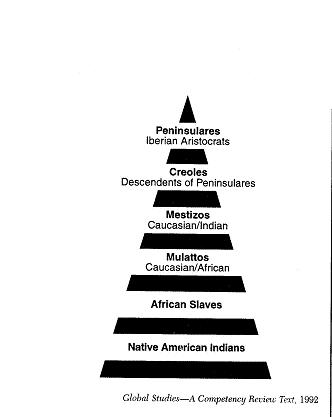 Peninsulares
Iberian Aristocrats
Creoles
Descendents of Peninsulares
Mestizos
Caucasian/Indian
Mulattos
Caucasian/African
African Slaves
Native American Indians
Global Studies—A Competency Review Text, 1992